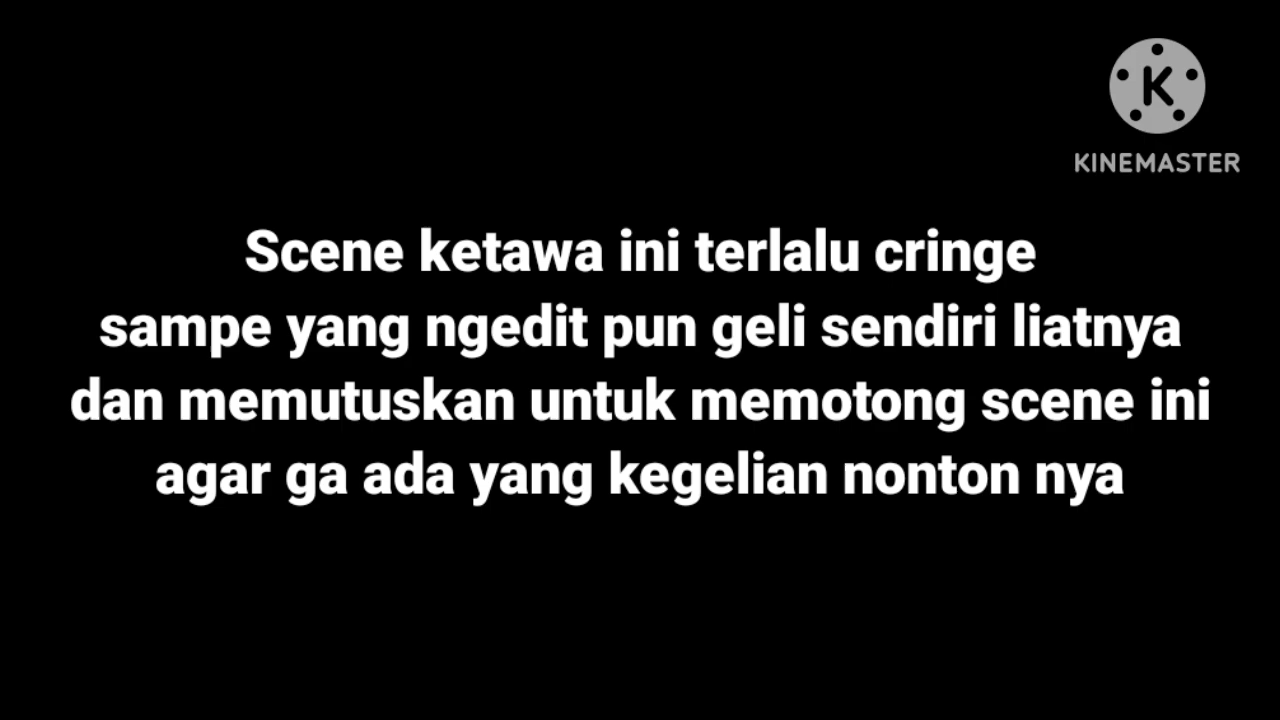 K
KINEMASTER
Scene ketawa ini terlalu cringe
sampe yang ngedit pun geli sendiri liatnya
dan memutuskan untuk memotong scene ini
agar ga ada yang kegelian nonton nya